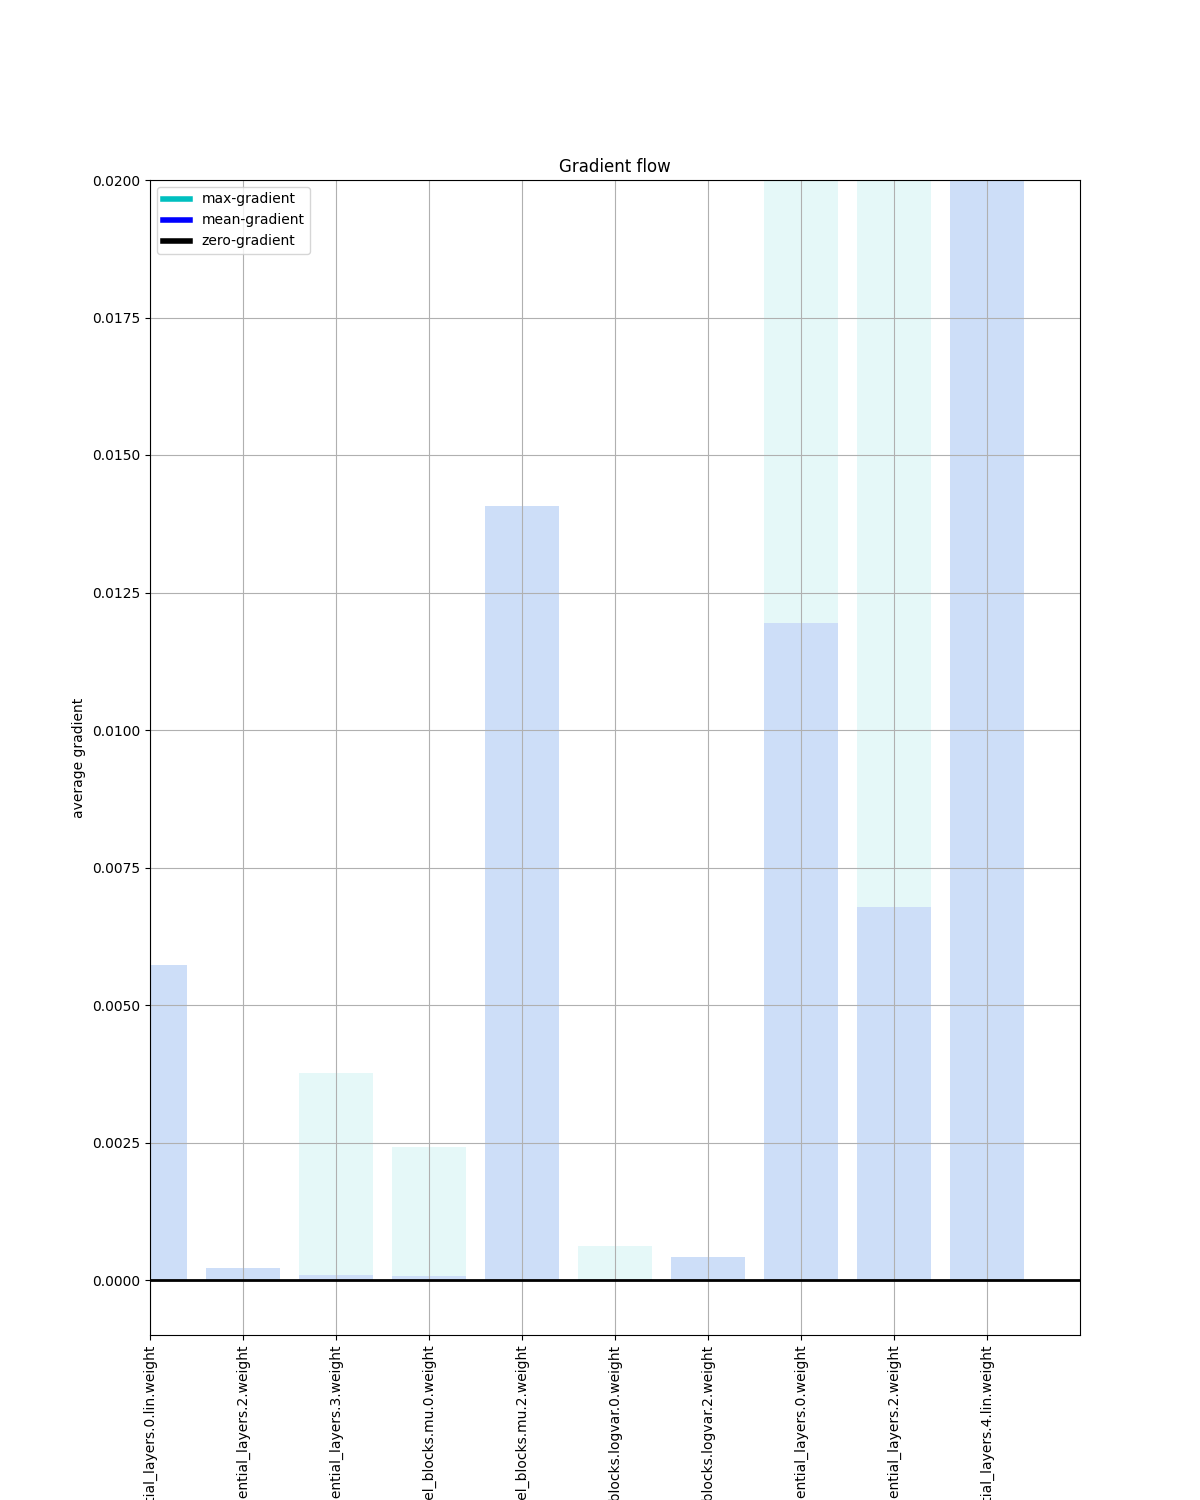 Gradient flow
max-gradient
mean-gradient
zero-gradient
0.0200
0.0175
0.0150
0.0125
0.0100
0.0075
0.0050
0.0025
0.0000
average gradient
tial_layers.0.lin.weight
ential_layers.2.weight
ential_layers.3.weight
el_blocks.mu.0.weight
el_blocks.mu.2.weight
blocks.logvar.0.weight
blocks.logvar.2.weight
ential_layers.0.weight
ential_layers.2.weight
tial_layers.4.lin.weight